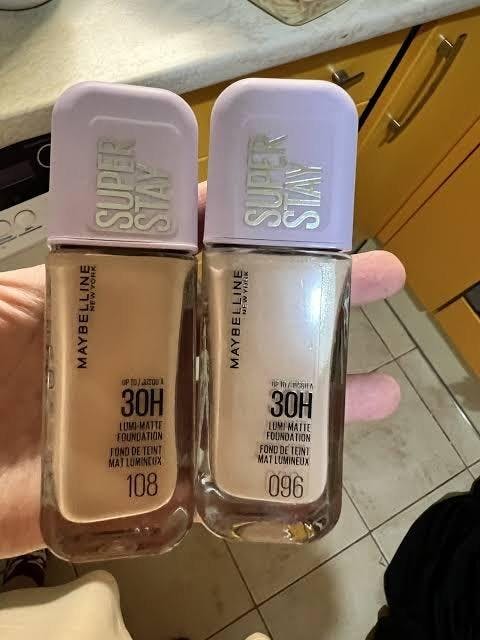 SUPER
STAY
MAYBELLINE
NEW YORK
UP TO / JUSQU'À
30H
LUMI-MATTE
FOUNDATION
FOND DE TEINT
MAT LUMINEUX
108
SUPER
STAY
MAYBELLINE
NEW YORK
UP TO / JUSQU'À
30H
LUMI-MATTE
FOUNDATION
FOND DE TEINT
MAT LUMINEUX
096